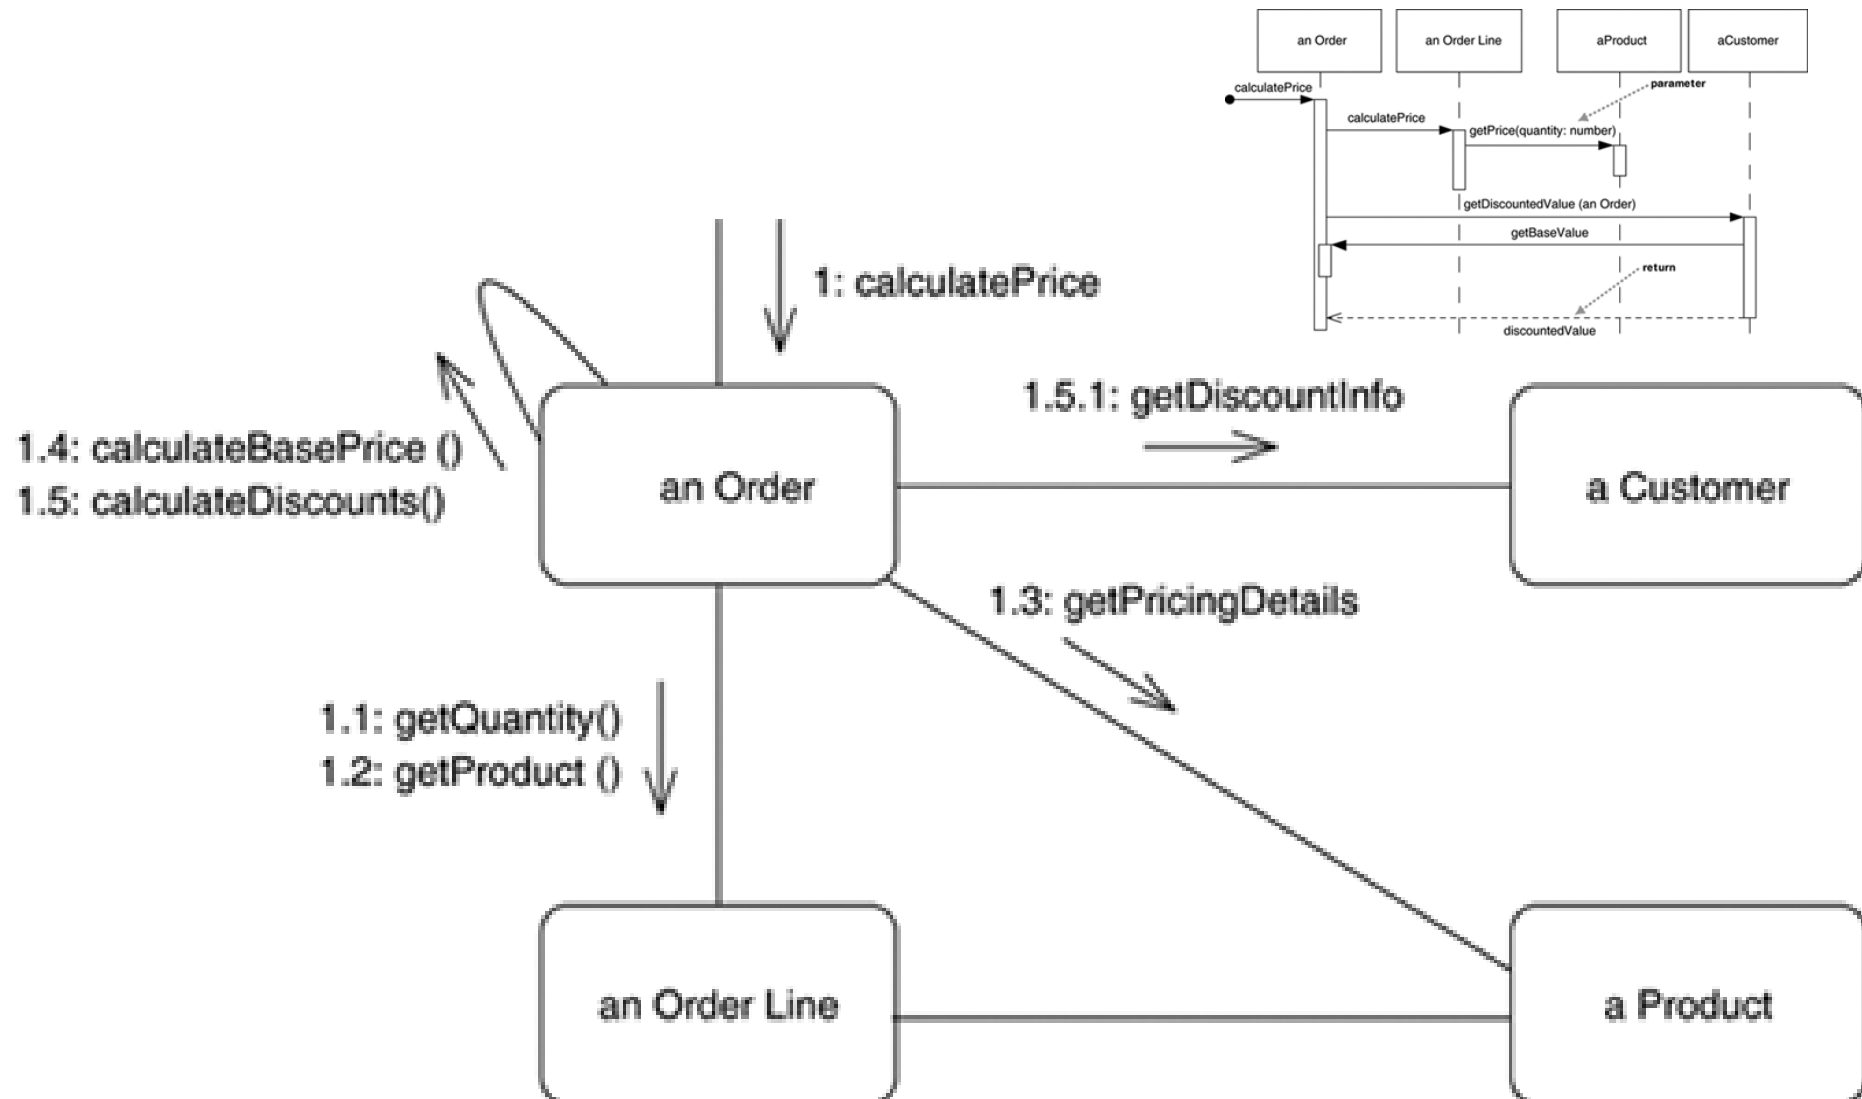 an Order
an Order Line
aProduct
aCustomer
calculatePrice
parameter
calculatePrice
getPrice(quantity: number)
getDiscountedValue (an Order)
getBaseValue
return
discountedValue
1: calculatePrice
1.5.1: getDiscountInfo
1.4: calculateBasePrice ()
1.5: calculateDiscounts()
an Order
a Customer
1.3: getPricingDetails
1.1: getQuantity()
1.2: getProduct ()
an Order Line
a Product